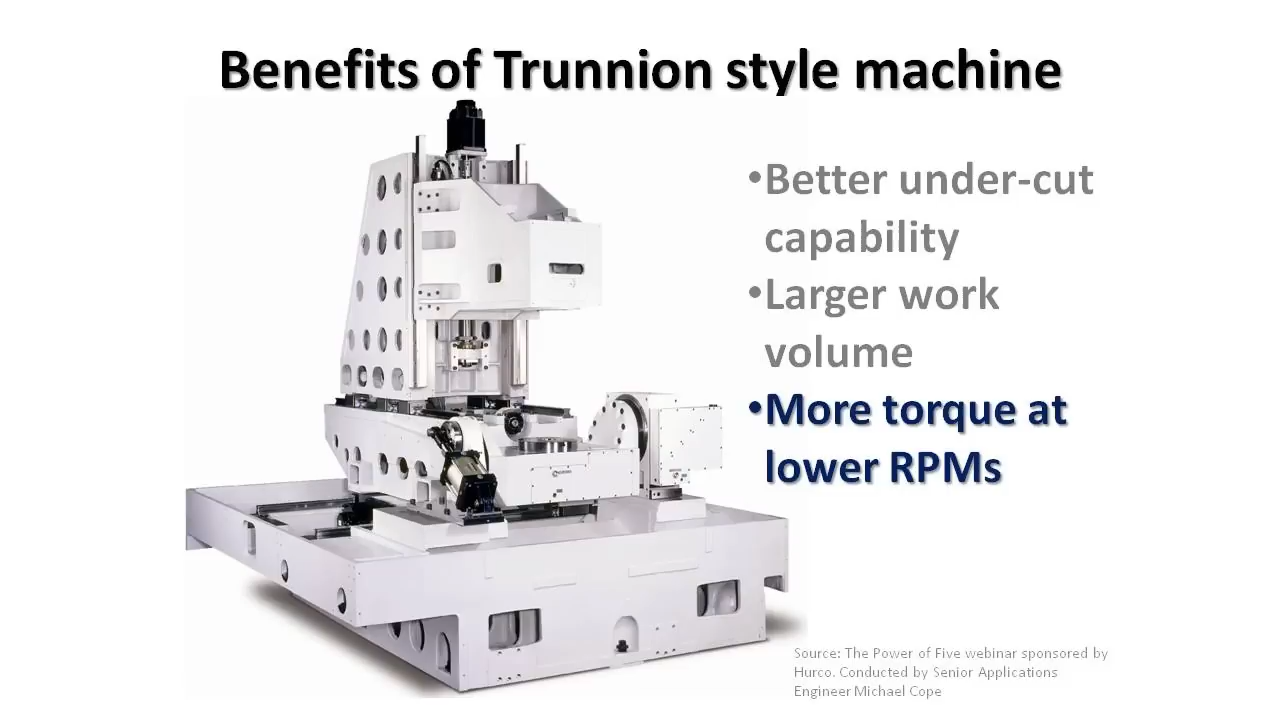 Benefits of Trunnion style machine
•Better under-cut
capability
•Larger work
volume
•More torque at
lower RPMs
Source: The Power of Five webinar sponsored by
Hurco. Conducted by Senior Applications
Engineer Michael Cope